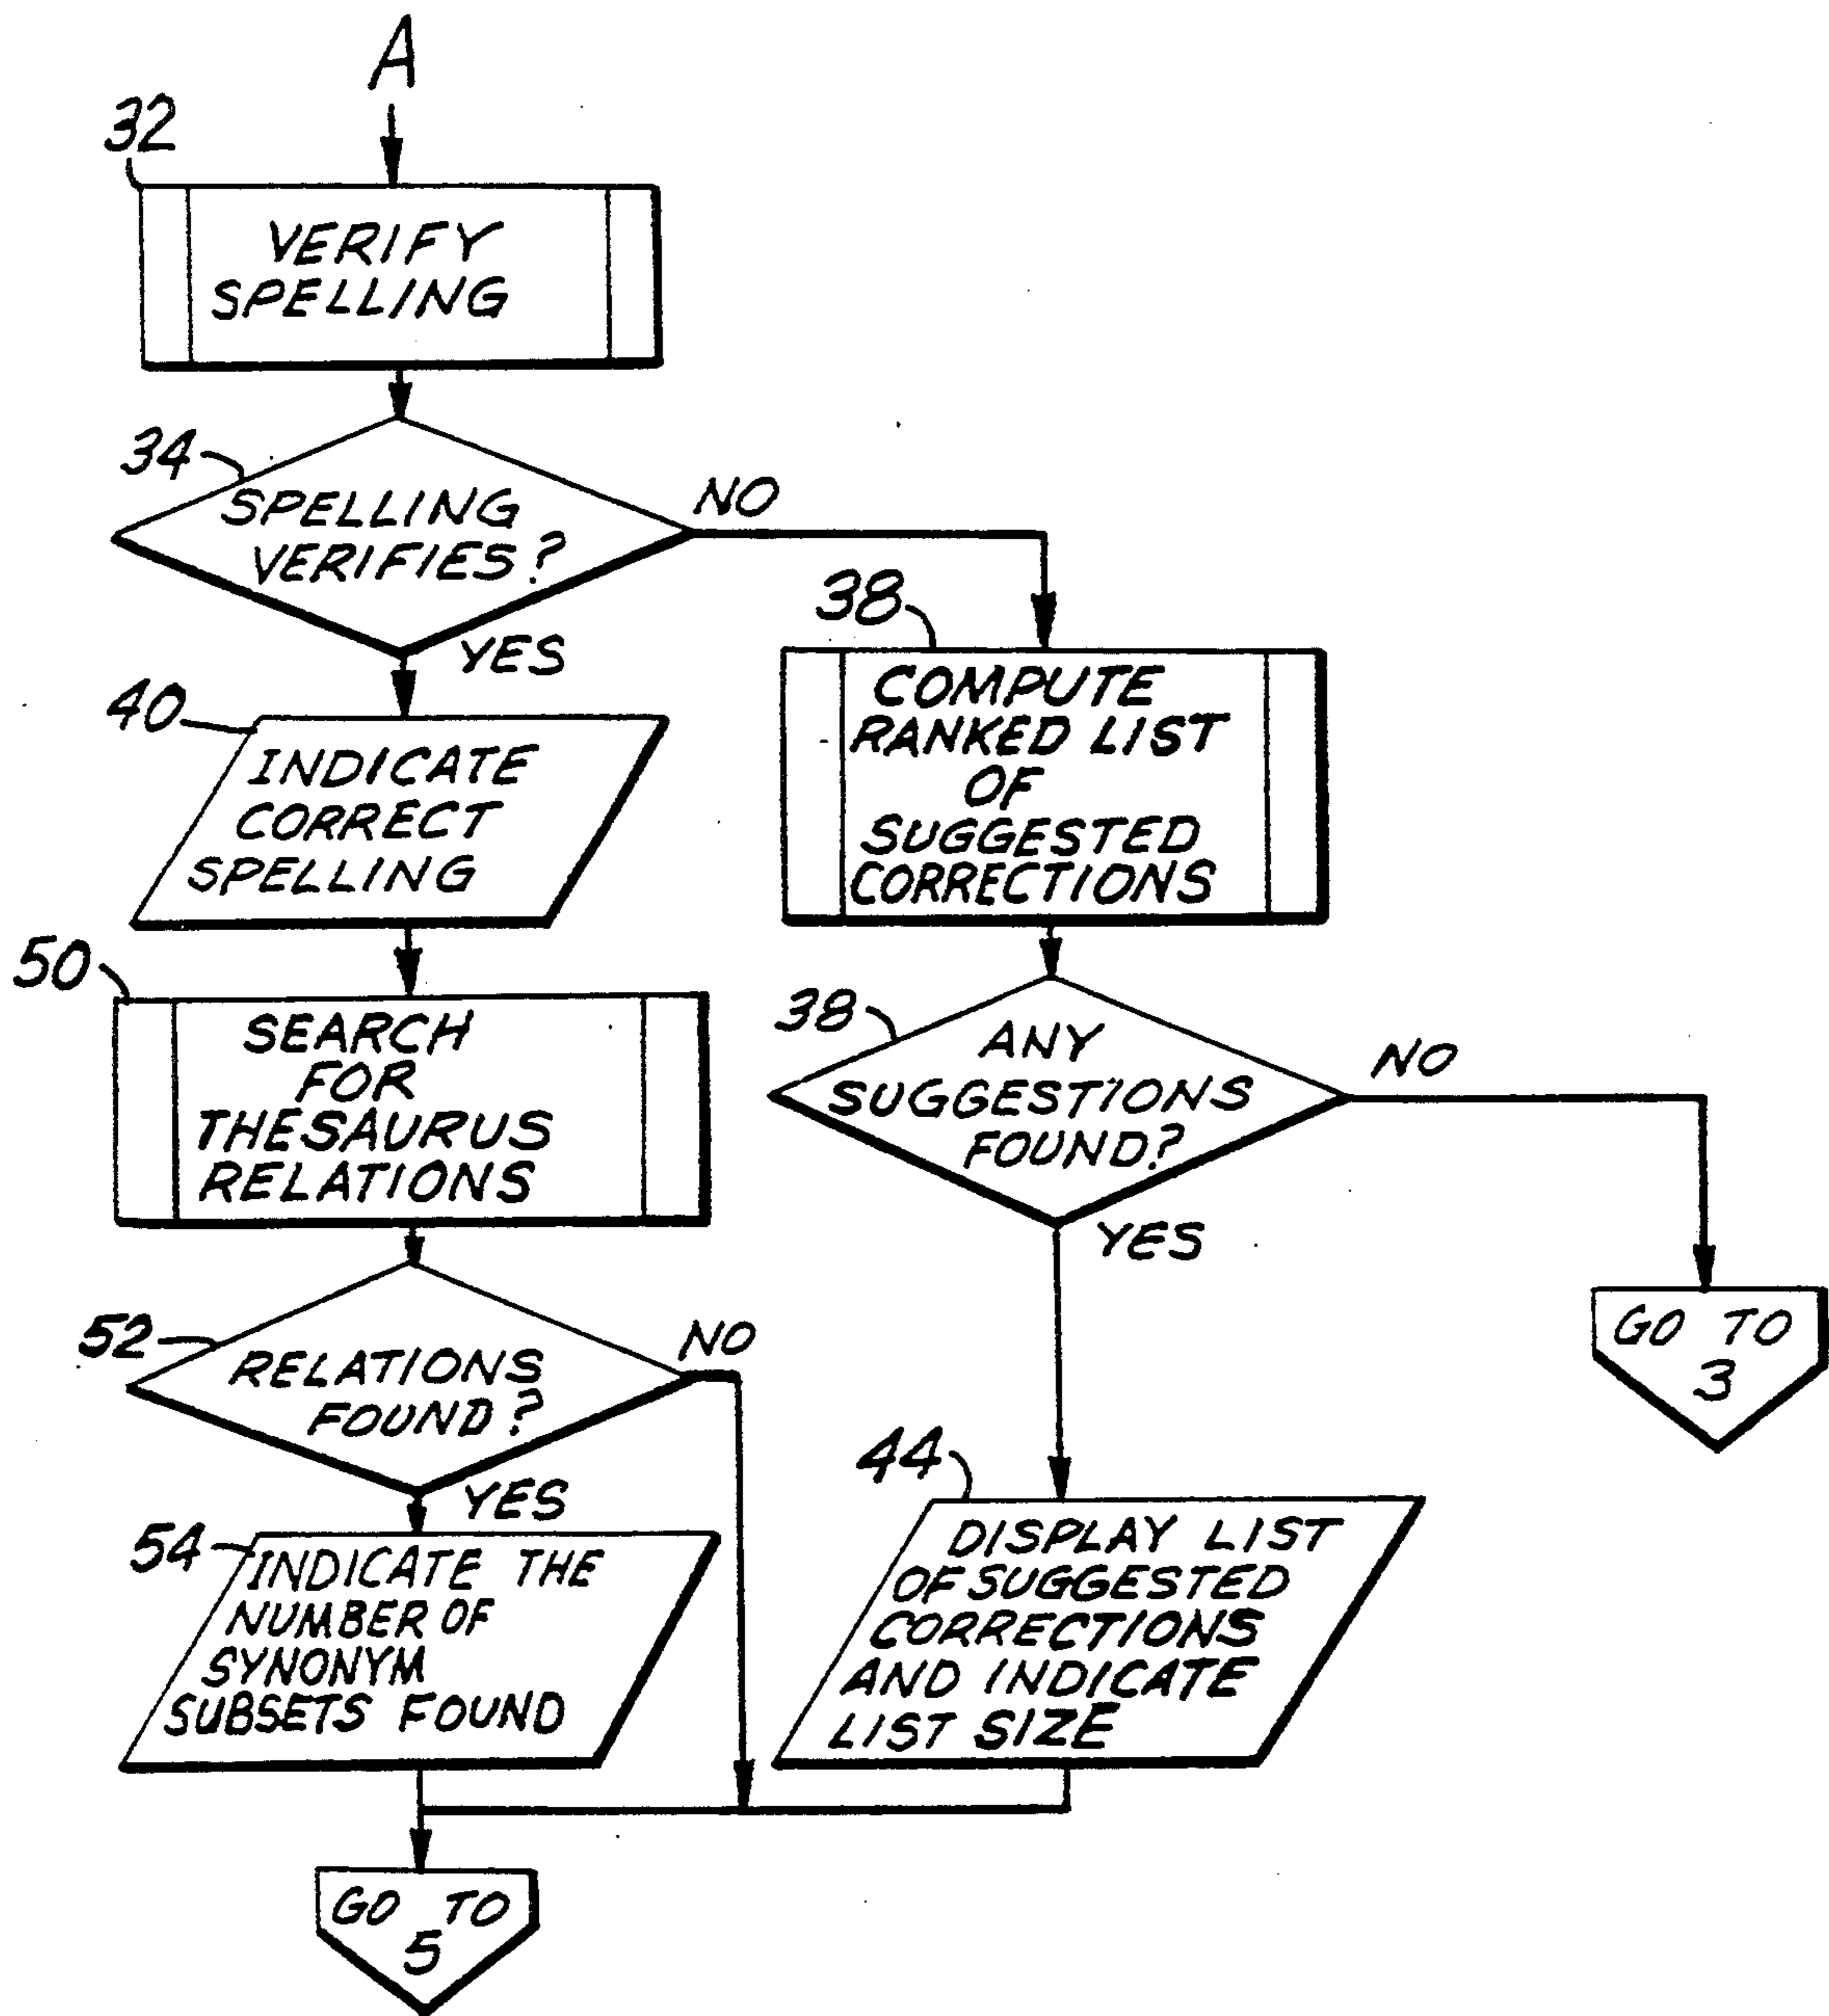 A
32
VERIFY
SPELLING
34
SPELLING
VERIFIES?
NO
YES
38
COMPUTE
RANKED LIST
OF
SUGGESTED
CORRECTIONS
40
INDICATE
CORRECT
SPELLING
50
SEARCH
FOR
THESAURUS
RELATIONS
38
ANY
SUGGESTIONS
FOUND?
NO
YES
GO TO
3
52
RELATIONS
FOUND?
NO
YES
54
INDICATE THE
NUMBER OF
SYNONYM
SUBSETS FOUND
44
DISPLAY LIST
OF SUGGESTED
CORRECTIONS
AND INDICATE
LIST SIZE
GO TO
5